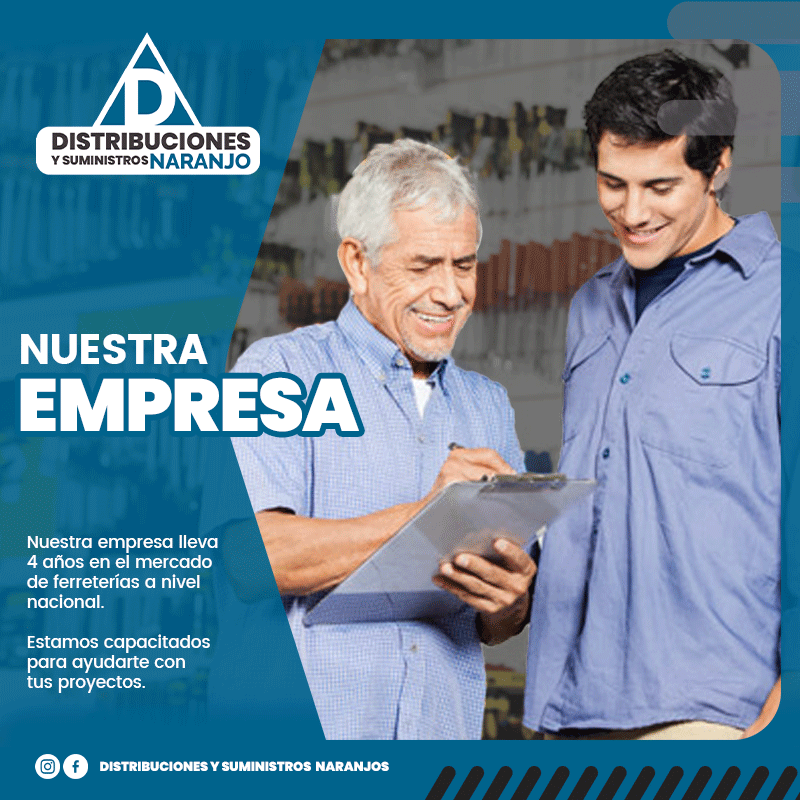 D
DISTRIBUCIONES
Y SUMINISTROS NARANJO
NUESTRA
EMPRESA
Nuestra empresa lleva
4 años en el mercado
de ferreterías a nivel
nacional.
Estamos capacitados
para ayudarte con
tus proyectos.
DISTRIBUCIONES Y SUMINISTROS NARANJOS